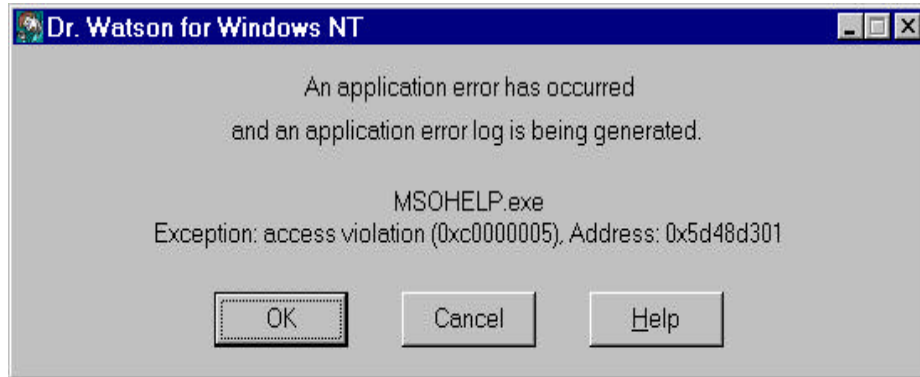 Dr. Watson for Windows NT
An application error has occurred
and an application error log is being generated.
MSOHELP.exe
Exception: access violation (0xc0000005), Address: 0x5d48d301
OK
Cancel
Help